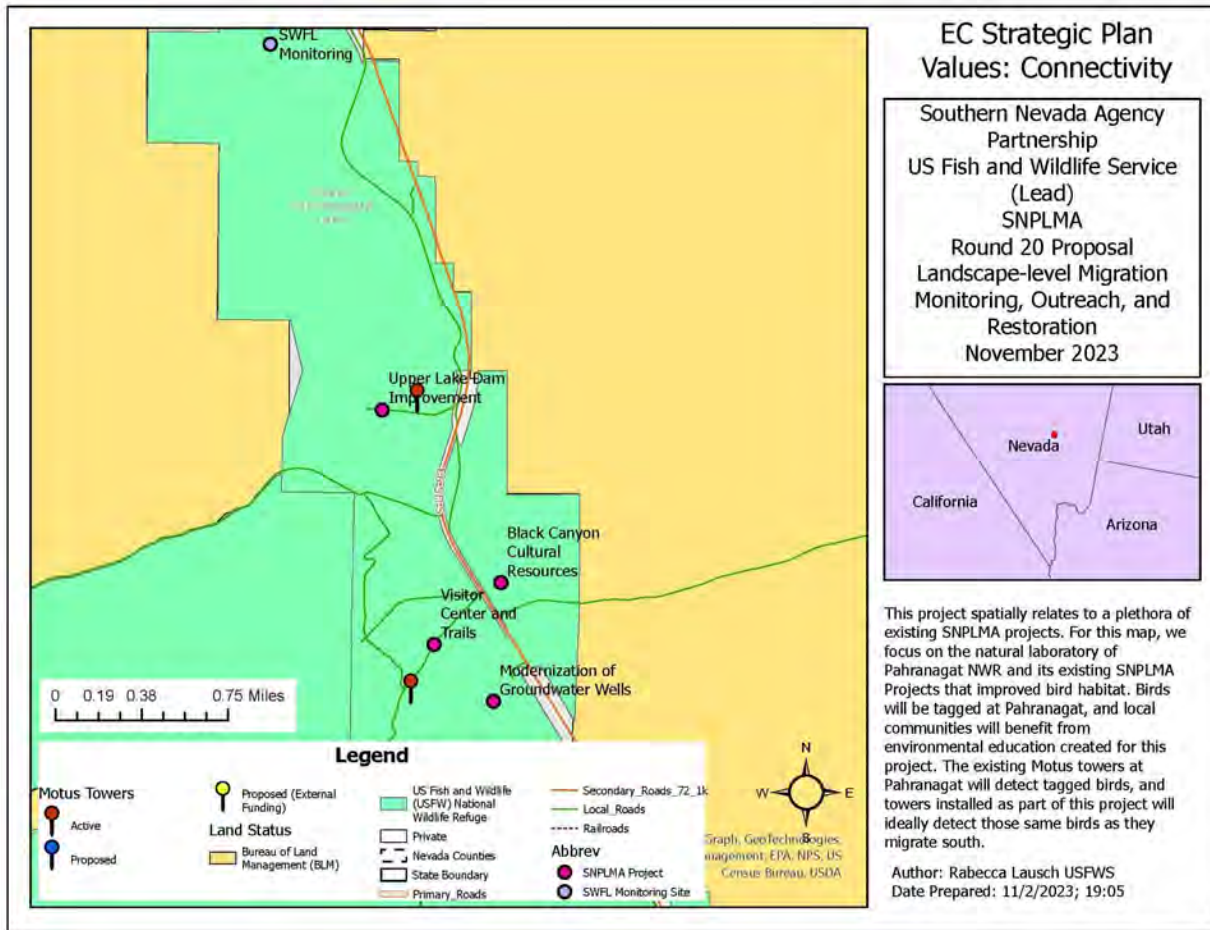 EC Strategic Plan
Values: Connectivity
Southern Nevada Agency
Partnership
US Fish and Wildlife Service
(Lead)
SNPLMA
Round 20 Proposal
Landscape-level Migration
Monitoring, Outreach, and
Restoration
November 2023
Nevada
Utah
California
Arizona
This project spatially relates to a plethora of
existing SNPLMA projects. For this map, we
focus on the natural laboratory of
Pahranagat NWR and its existing SNPLMA
Projects that improved bird habitat. Birds
will be tagged at Pahranagat, and local
communities will benefit from
environmental education created for this
project. The existing Motus towers at
Pahranagat will detect tagged birds, and
towers installed as part of this project will
ideally detect those same birds as they
migrate south.
Author: Rabecca Lausch USFWS
Date Prepared: 11/2/2023; 19:05
SWFL
Monitoring
Upper Lake Dam
Improvement
Black Canyon
Cultural
Resources
Visitor
Center and
Trails
Modernization of
Groundwater Wells
0 0.19 0.38 0.75 Miles
Legend
Motus Towers
Active
Proposed
Proposed (External
Funding)
Land Status
Bureau of Land
Management (BLM)
US Fish and Wildlife
(USFW) National
Wildlife Refuge
Private
Nevada Counties
State Boundary
Primary_Roads
Secondary_Roads_72_1k
Local_Roads
Railroads
Abbrev
SNPLMA Project
SWFL Monitoring Site
N
W E
Graph, GeoTechnologies,
nagement, EPA, NPS, US
Census Bureau, USDA